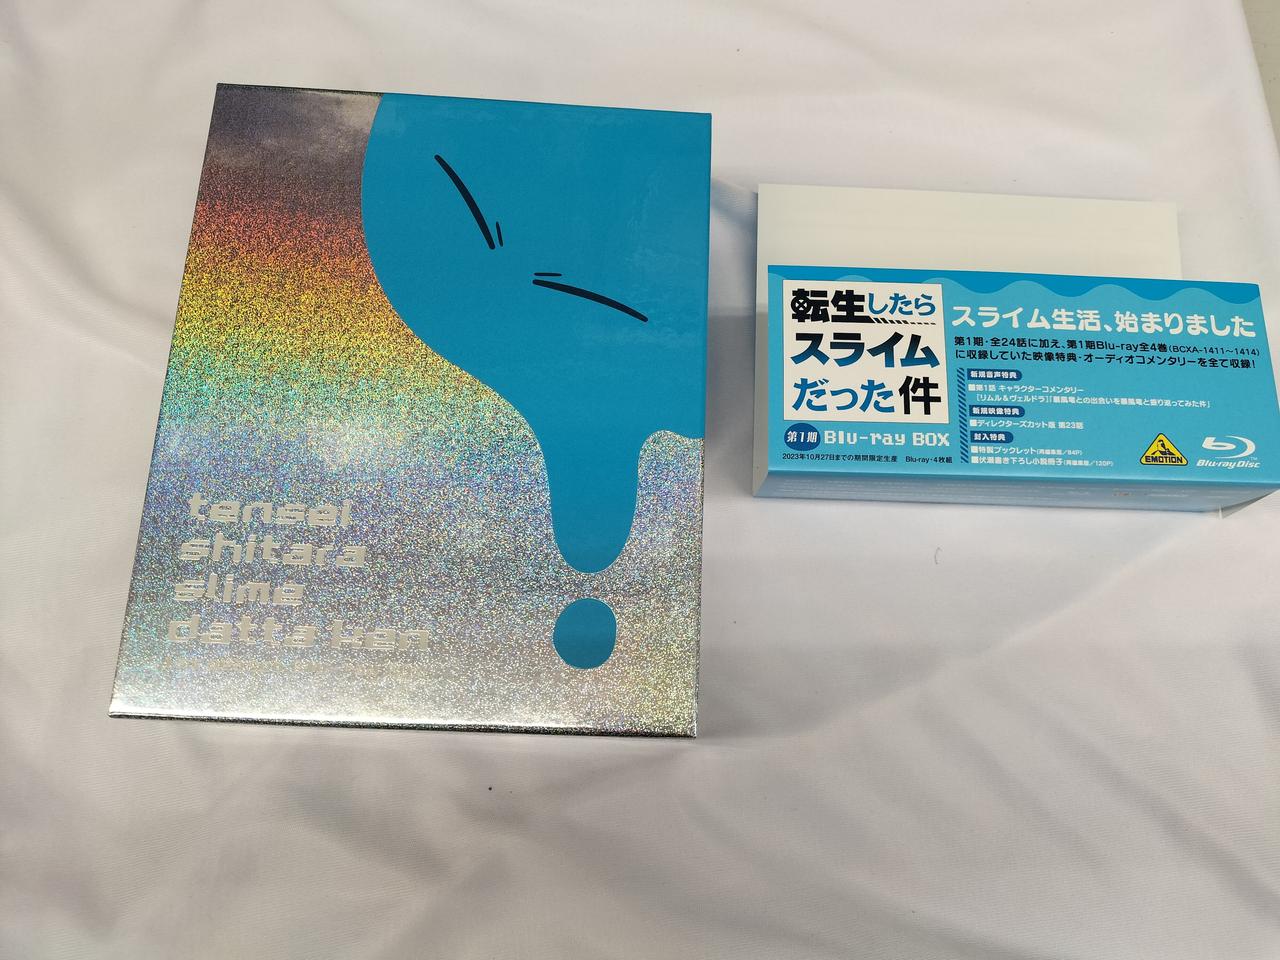 tensei
shitara
slime
datta ken
転生したら
スライム
だった件
第1期 Blu-ray BOX
2023年10月27日までの期間限定生産 Blu-ray・4枚組
スライム生活、始まりました
第1期・全24話に加え、第1期Blu-ray全4巻(BCXA-1411～1414)
に収録していた映像特典・オーディオコメンタリーを全て収録!
新規音声特典
■第1話 キャラクターコメンタリー
[リムル&ヴェルドラ]「暴風竜との出会いを暴風竜と振り返ってみた件」
新規映像特典
■ディレクターズカット版 第23話
封入特典
■特製ブックレット(再編集版/84P)
■伏瀬書き下ろし小説冊子(再編集版/120P)
EMOTION
Blu-ray Disc
TM